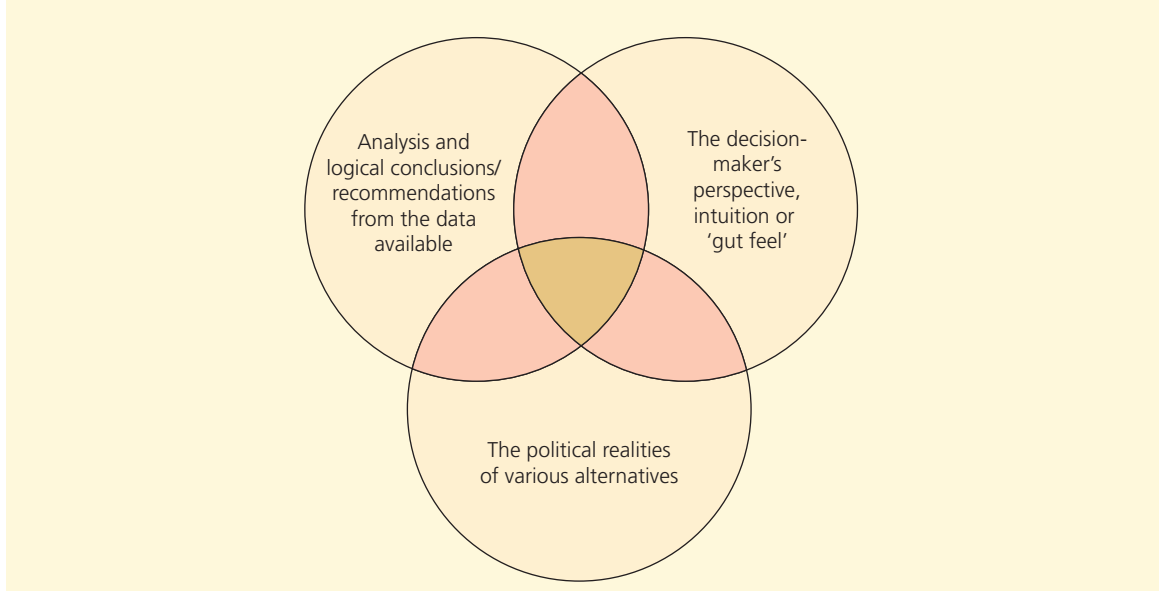 Analysis and
logical conclusions/
recommendations
from the data
available
The decision-
maker’s
perspective,
intuition or
‘gut feel’
The political realities
of various alternatives